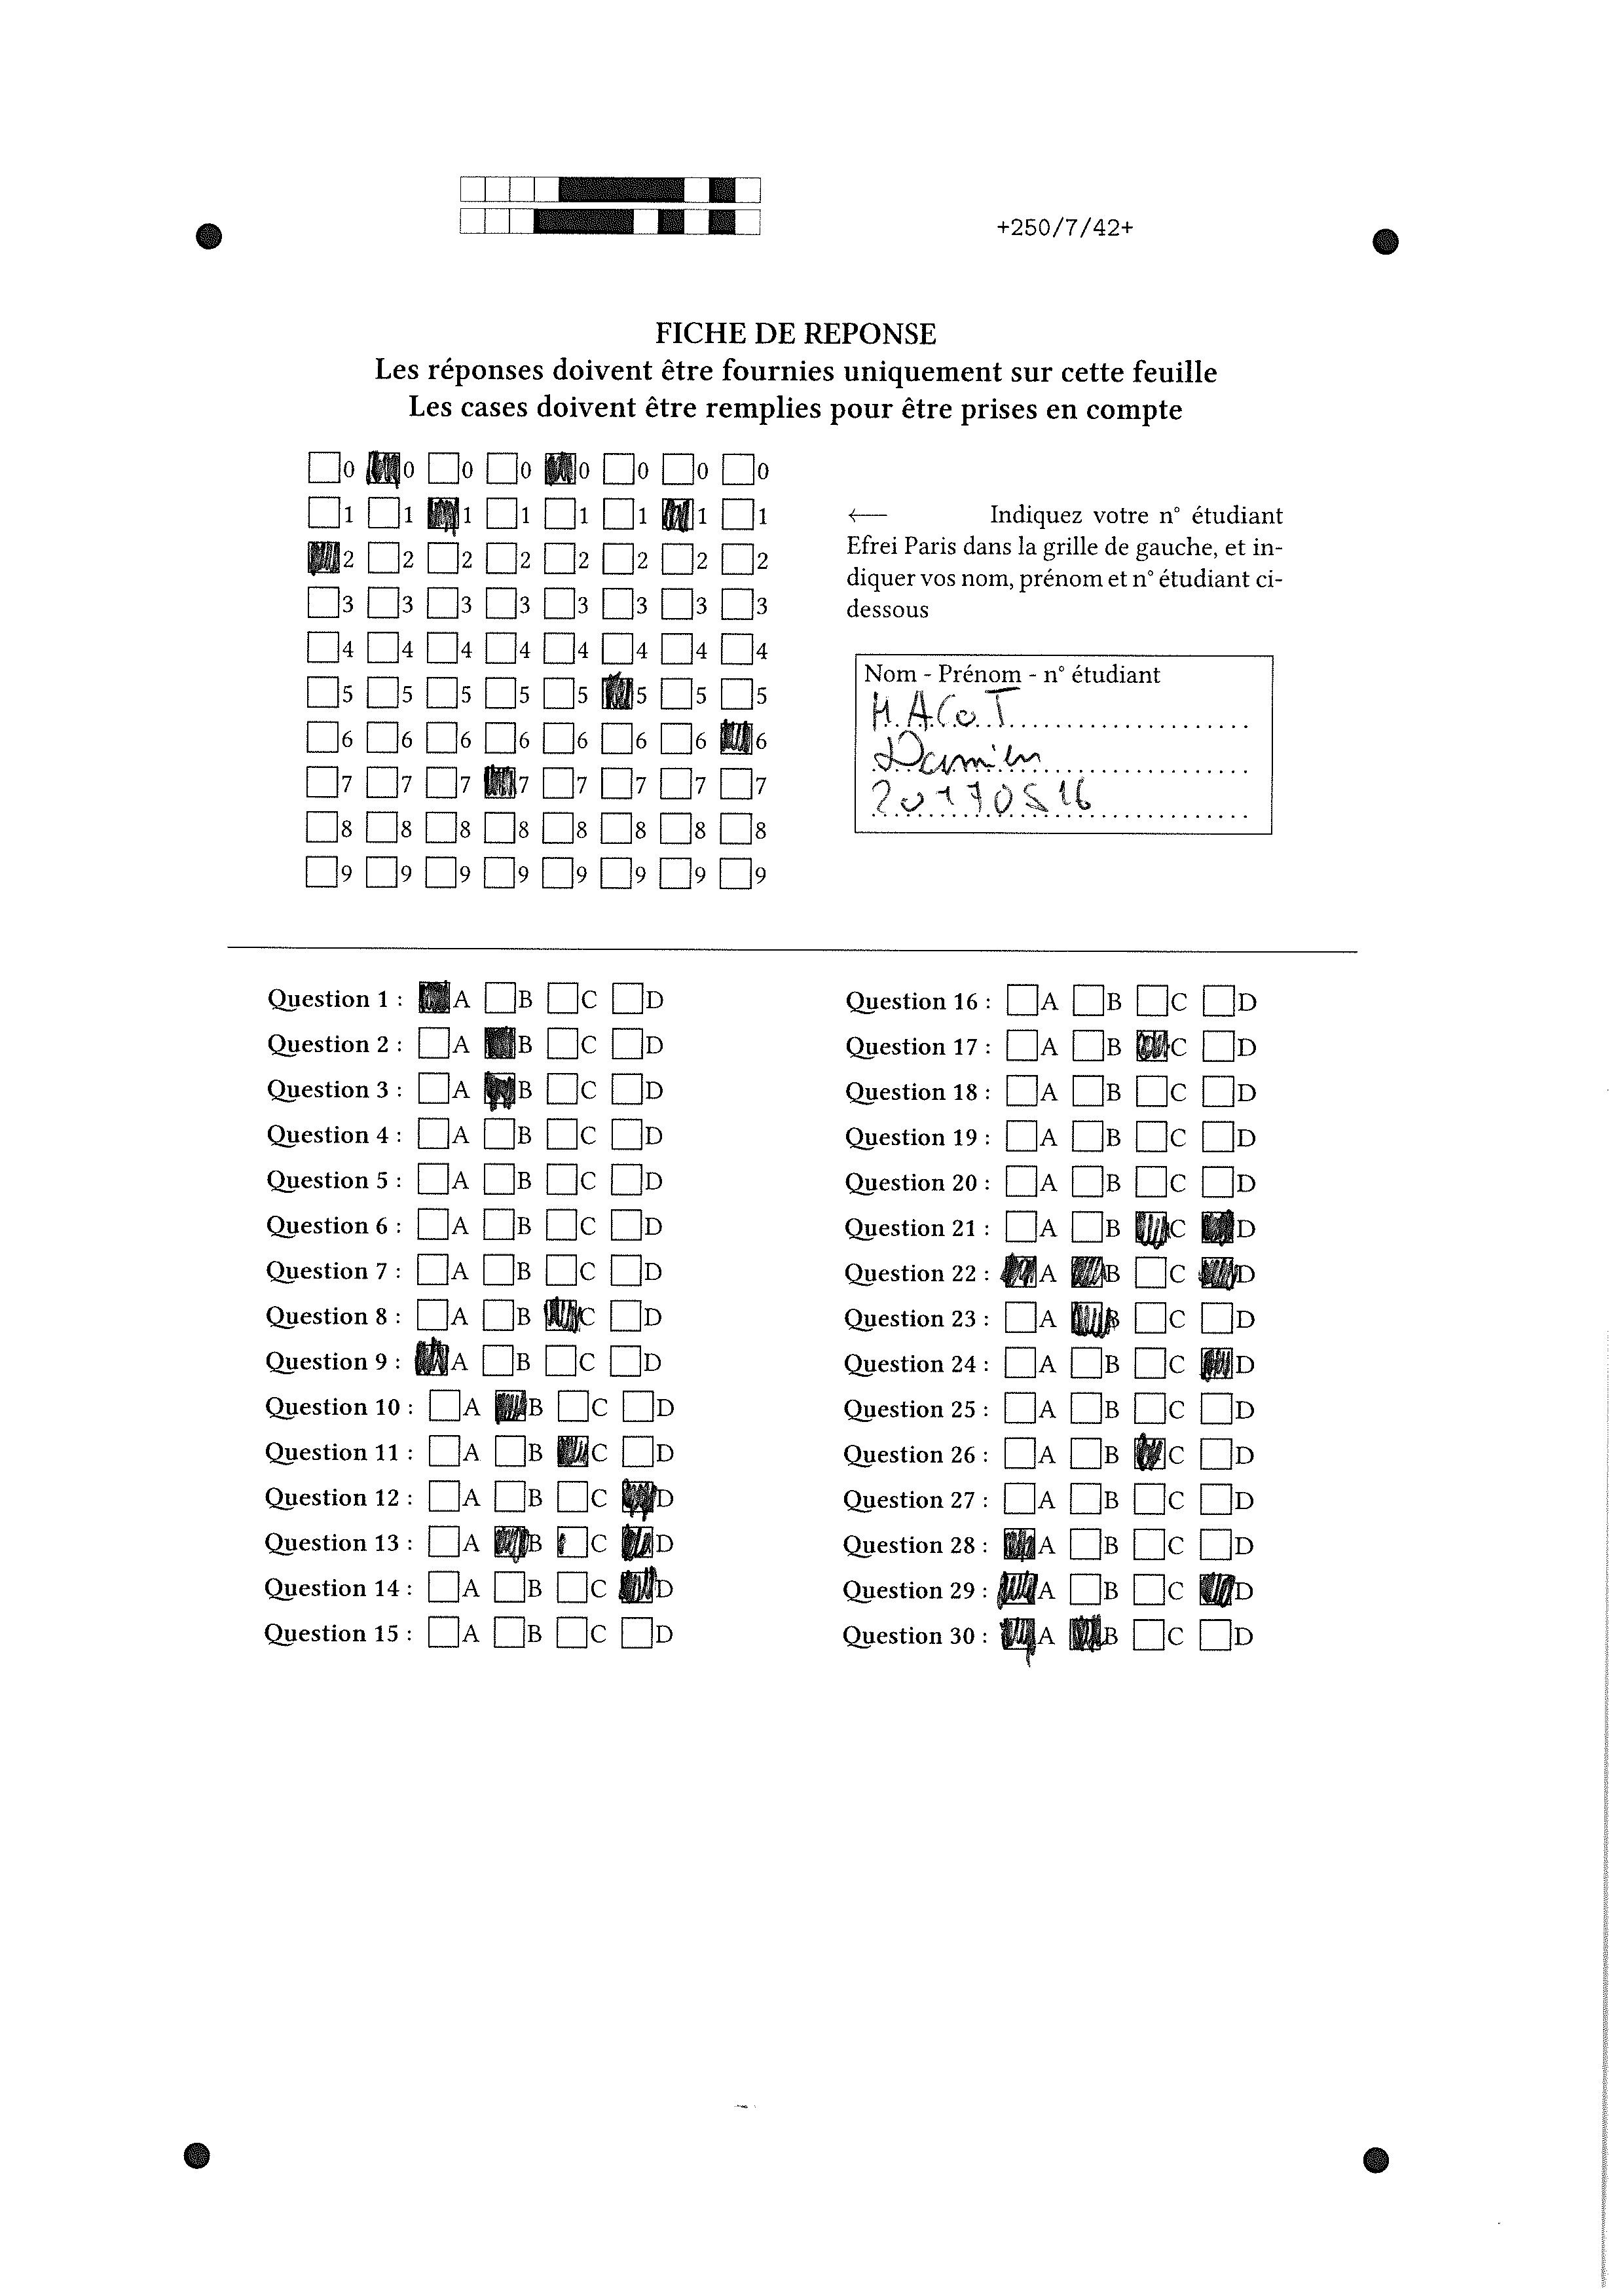 +250/7/42+
FICHE DE REPONSE
Les réponses doivent être fournies uniquement sur cette feuille
Les cases doivent être remplies pour être prises en compte
0 0 0 0 0 0 0 0
1 1 1 1 1 1 1 1
2 2 2 2 2 2 2 2
3 3 3 3 3 3 3 3
4 4 4 4 4 4 4 4
5 5 5 5 5 5 5 5
6 6 6 6 6 6 6 6
7 7 7 7 7 7 7 7
8 8 8 8 8 8 8 8
9 9 9 9 9 9 9 9
← Indiquez votre n° étudiant
Efrei Paris dans la grille de gauche, et in-
diquer vos nom, prénom et n° étudiant ci-
dessous
Nom - Prénom - n° étudiant
MACOT
Damien
20170516
Question 1 : A B C D
Question 2 : A B C D
Question 3 : A B C D
Question 4 : A B C D
Question 5 : A B C D
Question 6 : A B C D
Question 7 : A B C D
Question 8 : A B C D
Question 9 : A B C D
Question 10 : A B C D
Question 11 : A B C D
Question 12 : A B C D
Question 13 : A B C D
Question 14 : A B C D
Question 15 : A B C D
Question 16 : A B C D
Question 17 : A B C D
Question 18 : A B C D
Question 19 : A B C D
Question 20 : A B C D
Question 21 : A B C D
Question 22 : A B C D
Question 23 : A B C D
Question 24 : A B C D
Question 25 : A B C D
Question 26 : A B C D
Question 27 : A B C D
Question 28 : A B C D
Question 29 : A B C D
Question 30 : A B C D